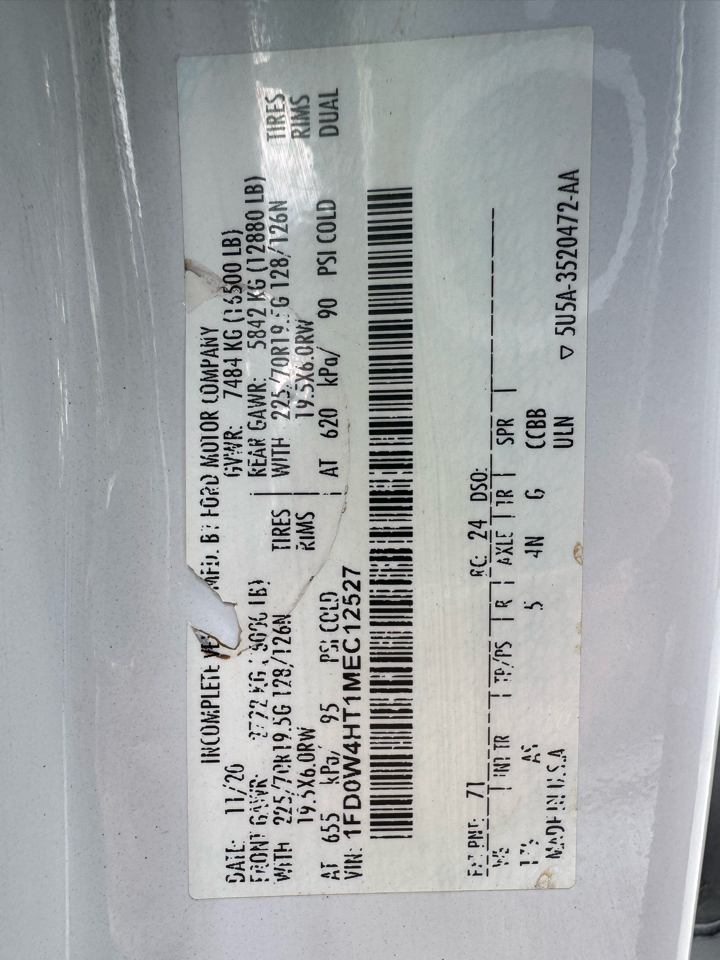 INCOMPLETE VE MFD. BY FORD MOTOR COMPANY
DATE: 11/20 GVWR: 7484 KG (16500 LB)
FRONT GAWR: 2722 KG LB) REAR GAWR: 5842 KG (12880 LB)
WITH 225/70R19.5G 128/126N TIRES WITH 225/70R19.5G 128/126N TIRES
19.5X6.0RW RIMS 19.5X6.0RW RIMS
AT 655 kPa/ 95 PSI COLD AT 620 kPa/ 90 PSI COLD DUAL
VIN: 1FD0W4HT1MEC12527
EXT PNT: 71 RC: 24 DSO:
WB INT TR TP/PS R AXLE TR SPR
AS 5 4N G CCBB
MADE IN U.S.A ULN
5U5A-3520472-AA